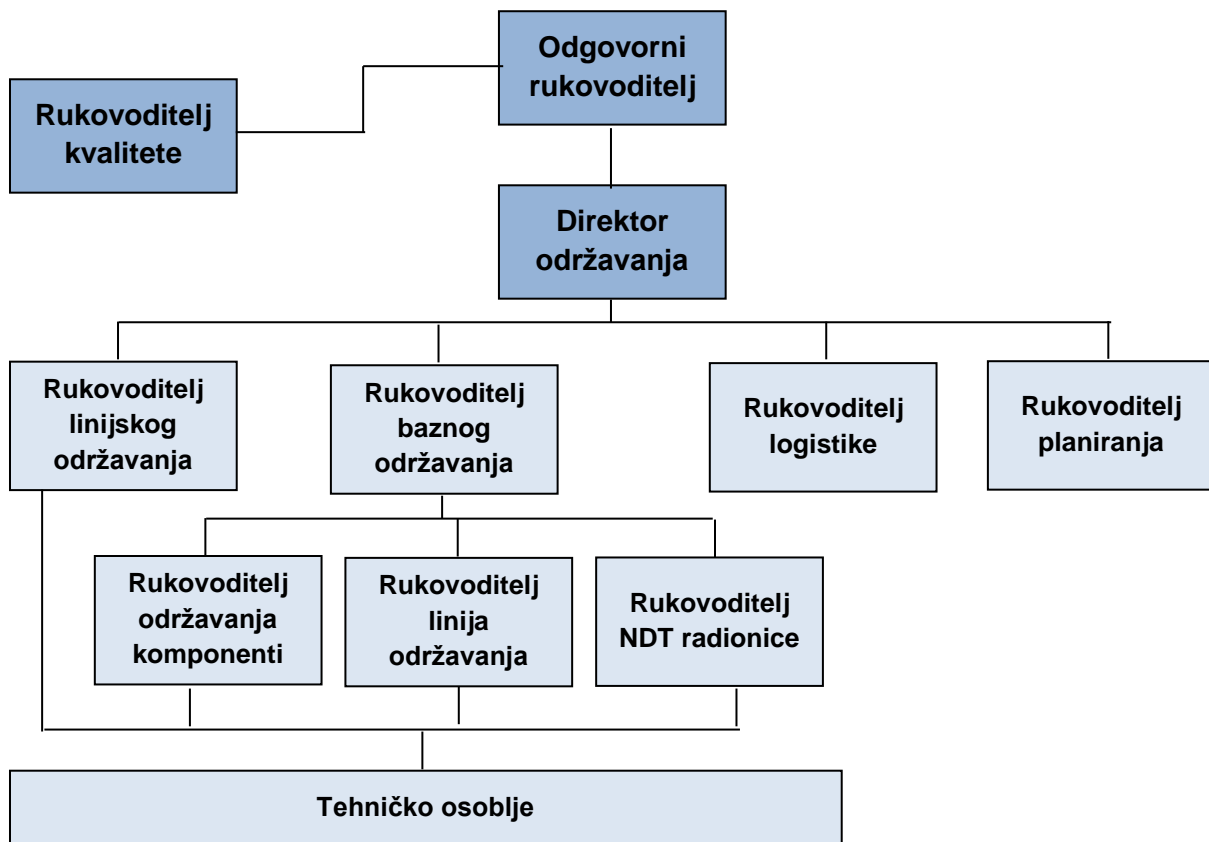 Odgovorni
rukovoditelj
Rukovoditelj
kvalitete
Direktor
održavanja
Rukovoditelj
linijskog
održavanja
Rukovoditelj
baznog
održavanja
Rukovoditelj
logistike
Rukovoditelj
planiranja
Rukovoditelj
održavanja
komponenti
Rukovoditelj
linija
održavanja
Rukovoditelj
NDT radionice
Tehničko osoblje